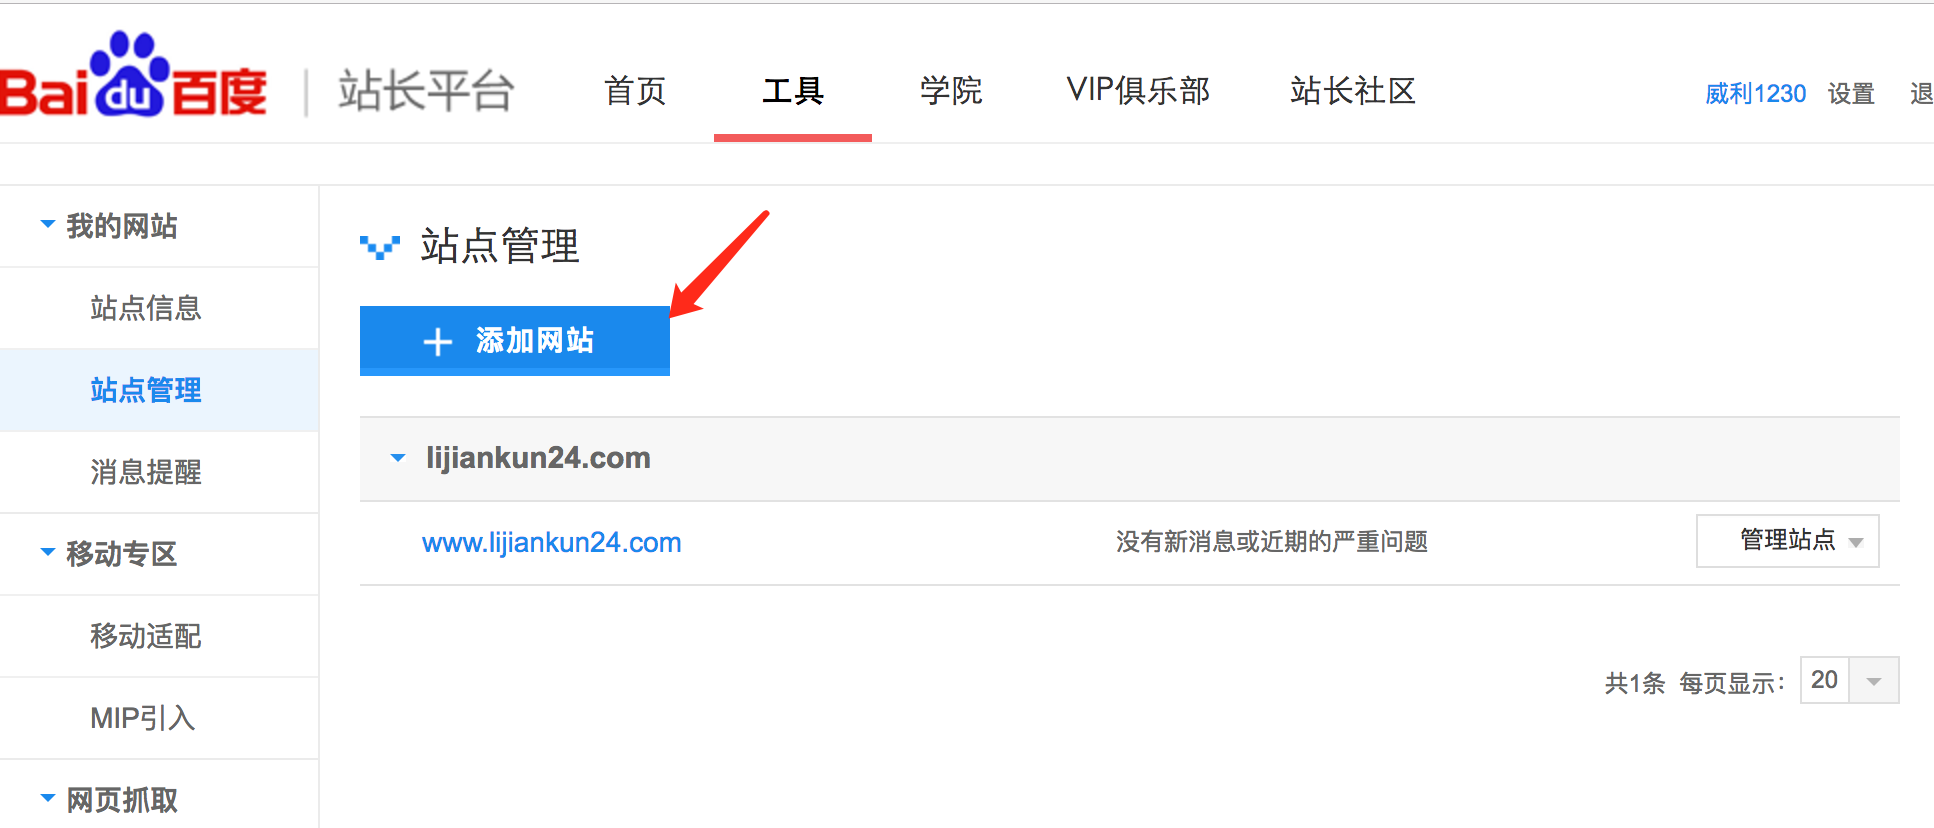 Bai du 百度 站长平台 首页 工具 学院 VIP俱乐部 站长社区 威利1230 设置 退
我的网站
站点信息
站点管理
消息提醒
移动专区
移动适配
MIP引入
网页抓取
站点管理
+ 添加网站
lijiankun24.com
www.lijiankun24.com 没有新消息或近期的严重问题 管理站点
共1条 每页显示: 20